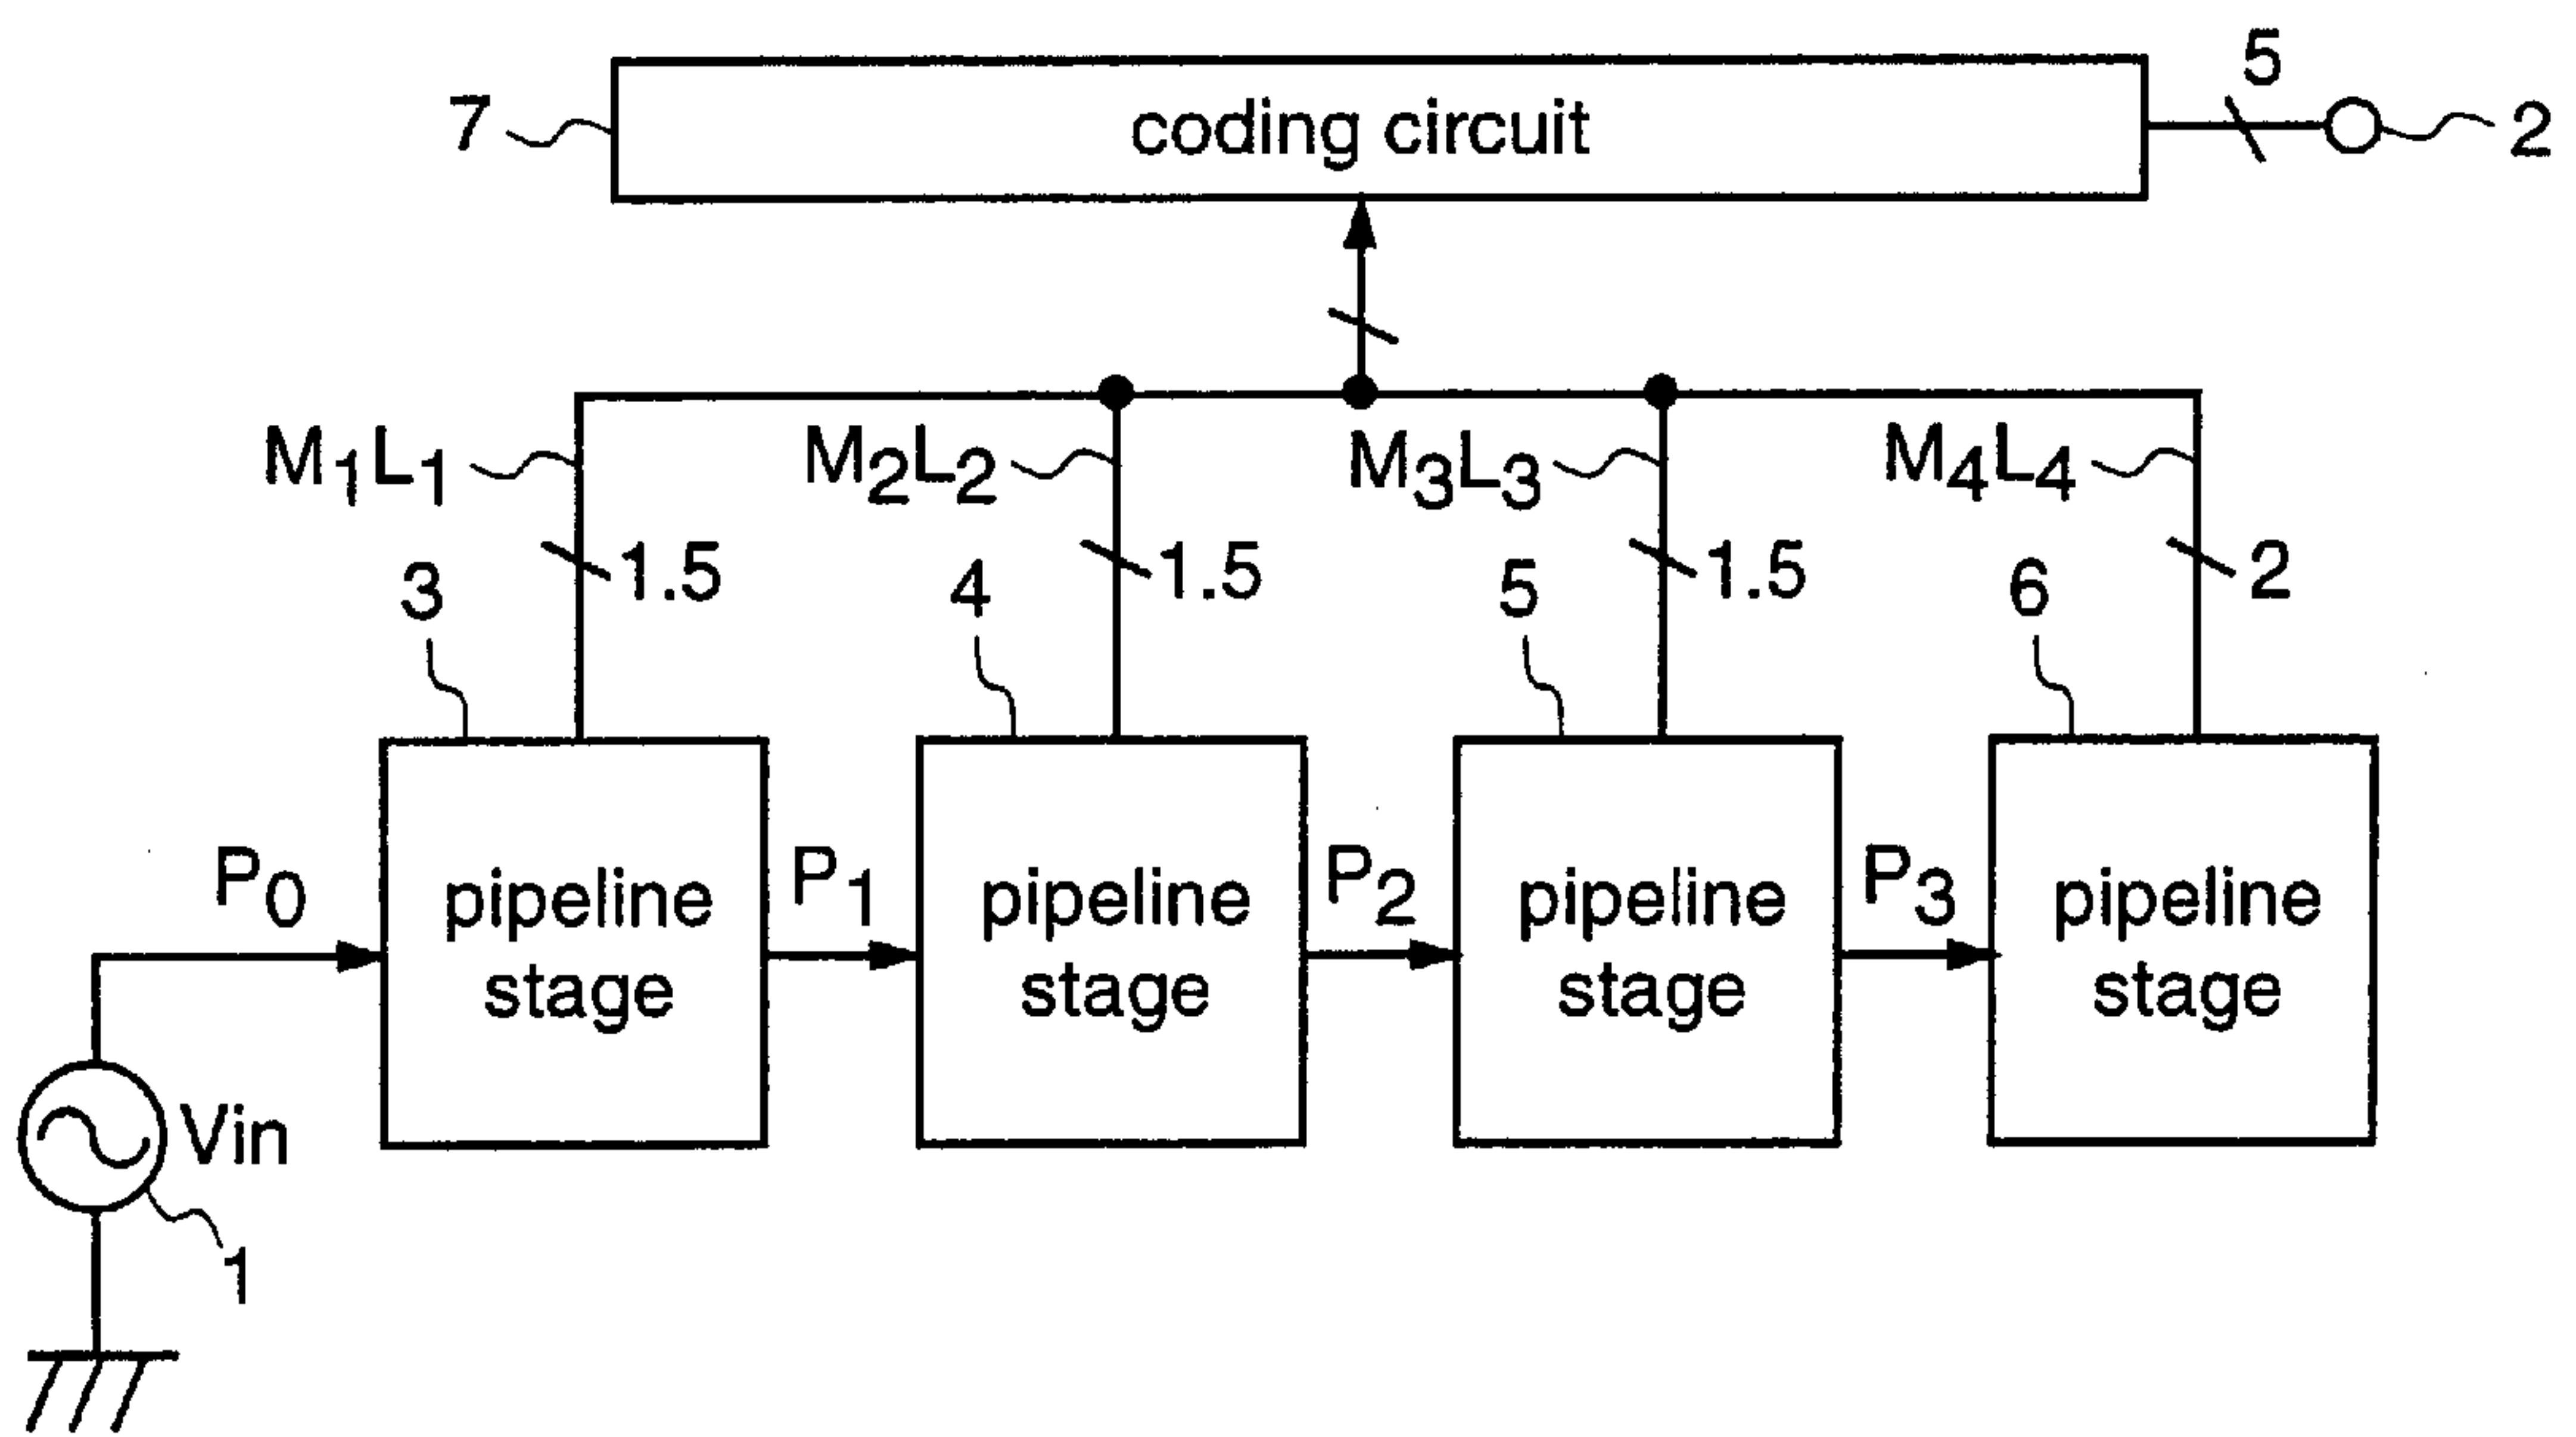 5
7
coding circuit
2
M1L1
M2L2
M3L3
M4L4
1.5
1.5
1.5
2
3
4
5
6
P0
pipeline
stage
P1
pipeline
stage
P2
pipeline
stage
P3
pipeline
stage
Vin
1